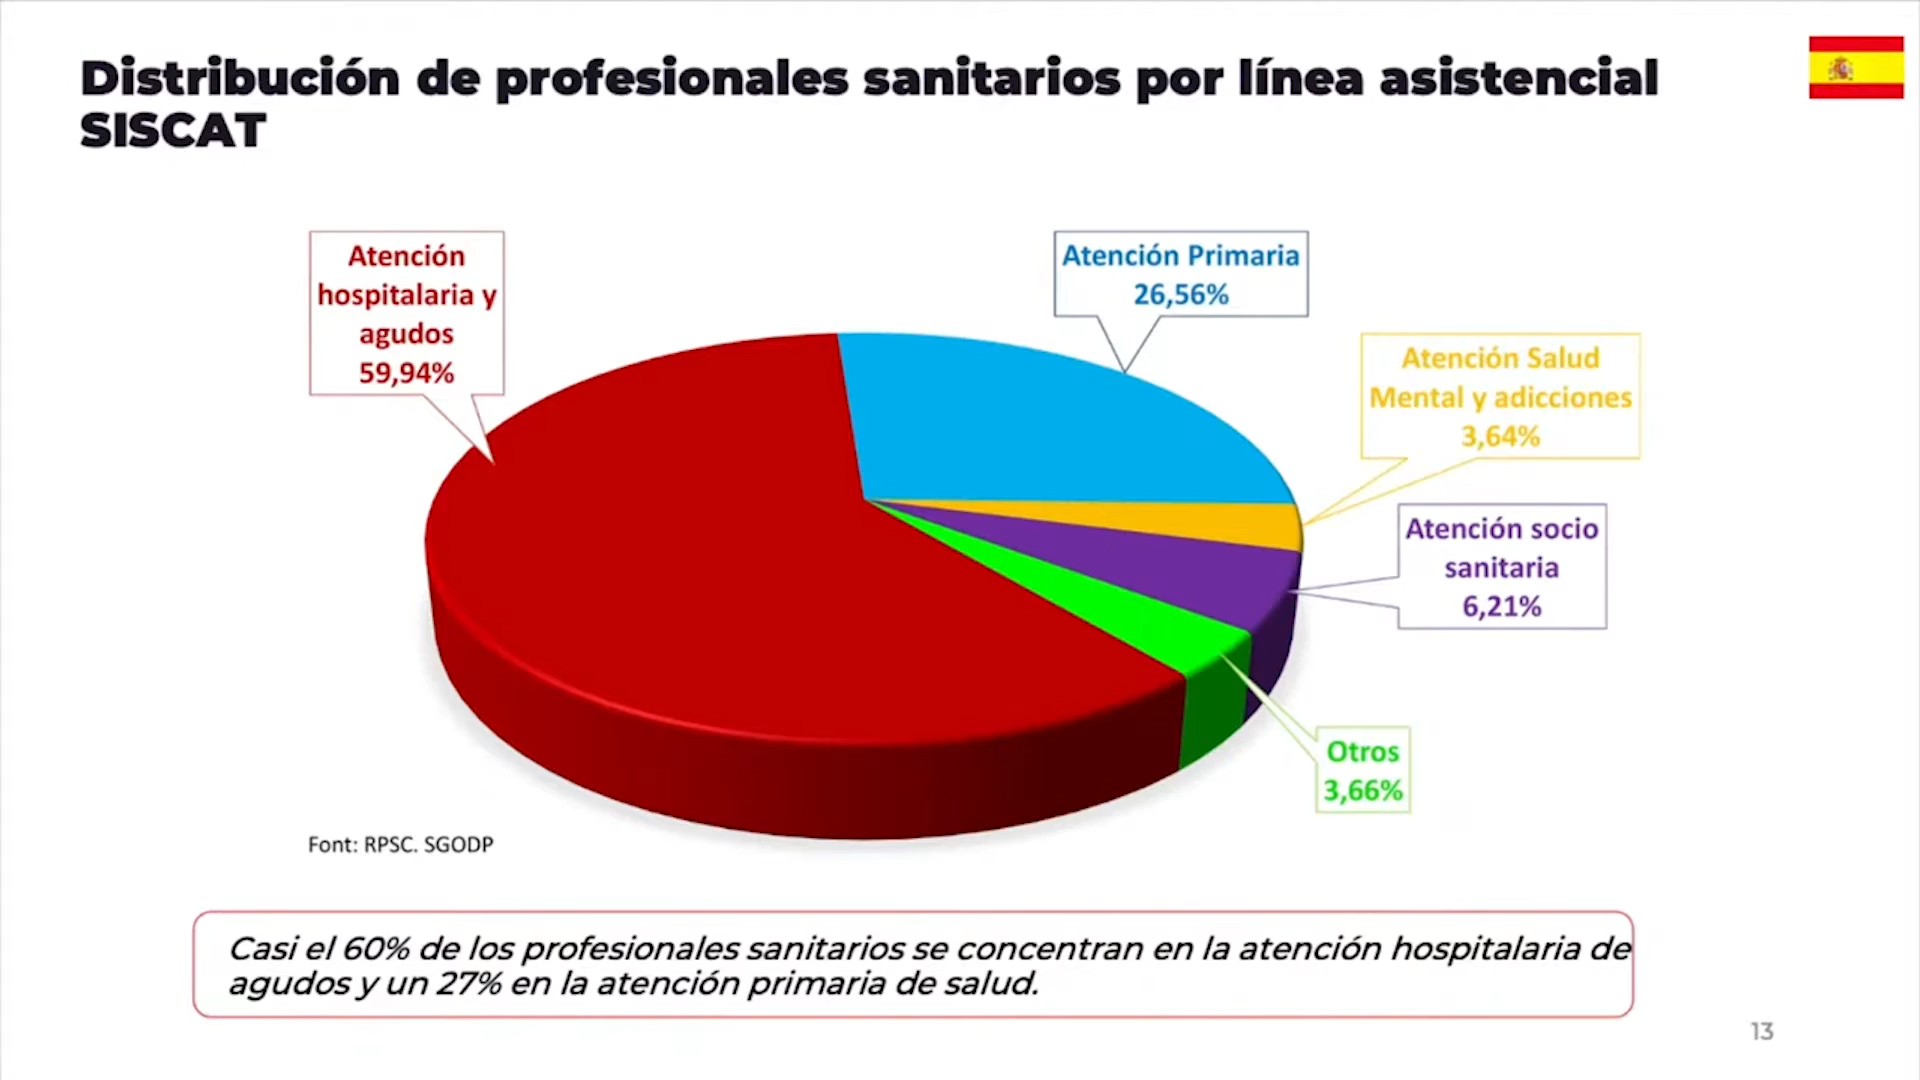 Distribución de profesionales sanitarios por línea asistencial
SISCAT
Atención
hospitalaria y
agudos
59,94%
Atención Primaria
26,56%
Atención Salud
Mental y adicciones
3,64%
Atención socio
sanitaria
6,21%
Otros
3,66%
Font: RPSC. SGODP
Casi el 60% de los profesionales sanitarios se concentran en la atención hospitalaria de
agudos y un 27% en la atención primaria de salud.
13